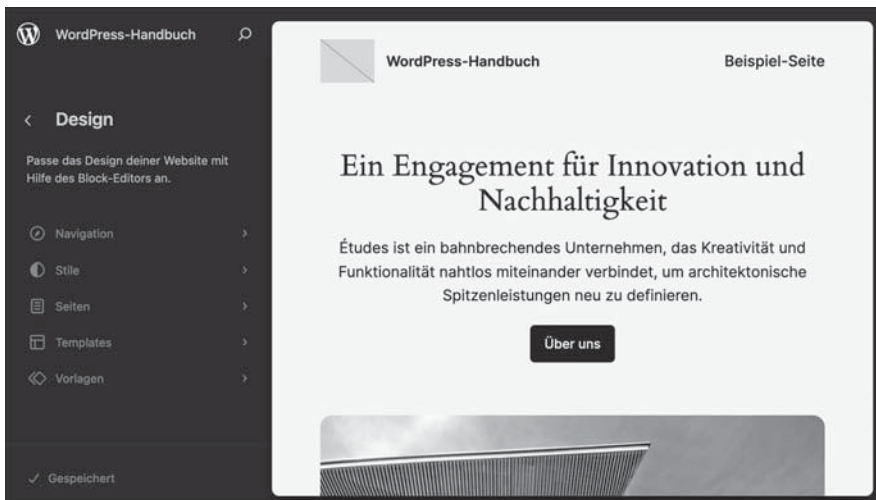 WordPress-Handbuch
Design
Passe das Design deiner Website mit
Hilfe des Block-Editors an.
Navigation
Stile
Seiten
Templates
Vorlagen
Gespeichert
WordPress-Handbuch
Beispiel-Seite
Ein Engagement für Innovation und
Nachhaltigkeit
Études ist ein bahnbrechendes Unternehmen, das Kreativität und
Funktionalität nahtlos miteinander verbindet, um architektonische
Spitzenleistungen neu zu definieren.
Über uns